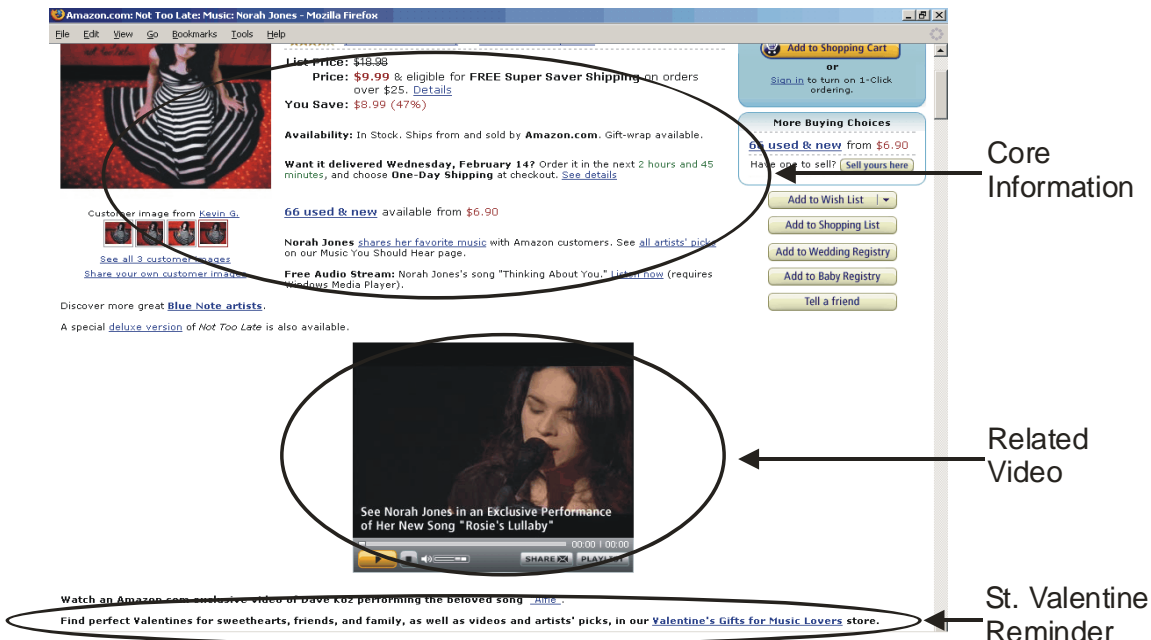 Amazon.com: Not Too Late: Music: Norah Jones - Mozilla Firefox
File Edit View Go Bookmarks Tools Help
List Price: $18.98
Price: $9.99 & eligible for FREE Super Saver Shipping on orders
over $25. Details
You Save: $8.99 (47%)
Availability: In Stock. Ships from and sold by Amazon.com. Gift-wrap available.
Want it delivered Wednesday, February 14? Order it in the next 2 hours and 45
minutes, and choose One-Day Shipping at checkout. See details
66 used & new available from $6.90
Norah Jones shares her favorite music with Amazon customers. See all artists' picks
on our Music You Should Hear page.
Free Audio Stream: Norah Jones's song "Thinking About You." Listen now (requires
Windows Media Player).
Customer image from Kevin G.
See all 3 customer images
Share your own customer images
Discover more great Blue Note artists.
A special deluxe version of Not Too Late is also available.
Add to Shopping Cart
or
Sign in to turn on 1-Click
ordering.
More Buying Choices
66 used & new from $6.90
Have one to sell? Sell yours here
Add to Wish List
Add to Shopping List
Add to Wedding Registry
Add to Baby Registry
Tell a friend
Core
Information
See Norah Jones in an Exclusive Performance
of Her New Song "Rosie's Lullaby"
00:00 | 00:00
SHARE PLAYLIST
Related
Video
Watch an Amazon.com exclusive video of Dave Koz performing the beloved song "Alfie".
Find perfect Valentines for sweethearts, friends, and family, as well as videos and artists' picks, in our Valentine's Gifts for Music Lovers store.
St. Valentine
Reminder